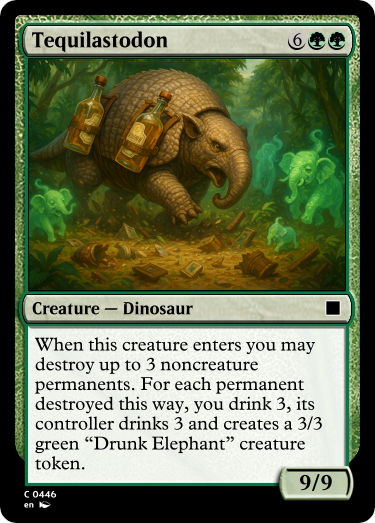 Tequilastodon 6
Creature — Dinosaur
When this creature enters you may
destroy up to 3 noncreature
permanents. For each permanent
destroyed this way, you drink 3, its
controller drinks 3 and creates a 3/3
green “Drunk Elephant” creature
token.
9/9
C 0446
en